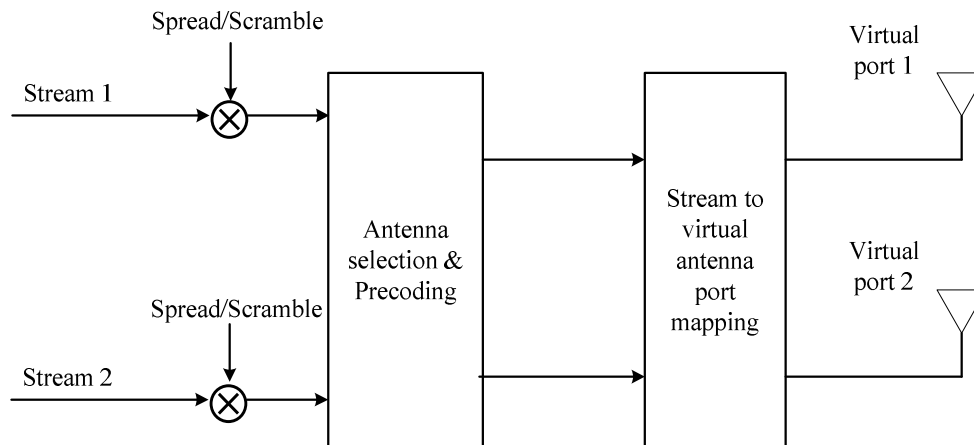 Spread/Scramble
Stream 1
Virtual
port 1
Antenna
selection &
Precoding
Stream to
virtual
antenna
port
mapping
Virtual
port 2
Spread/Scramble
Stream 2